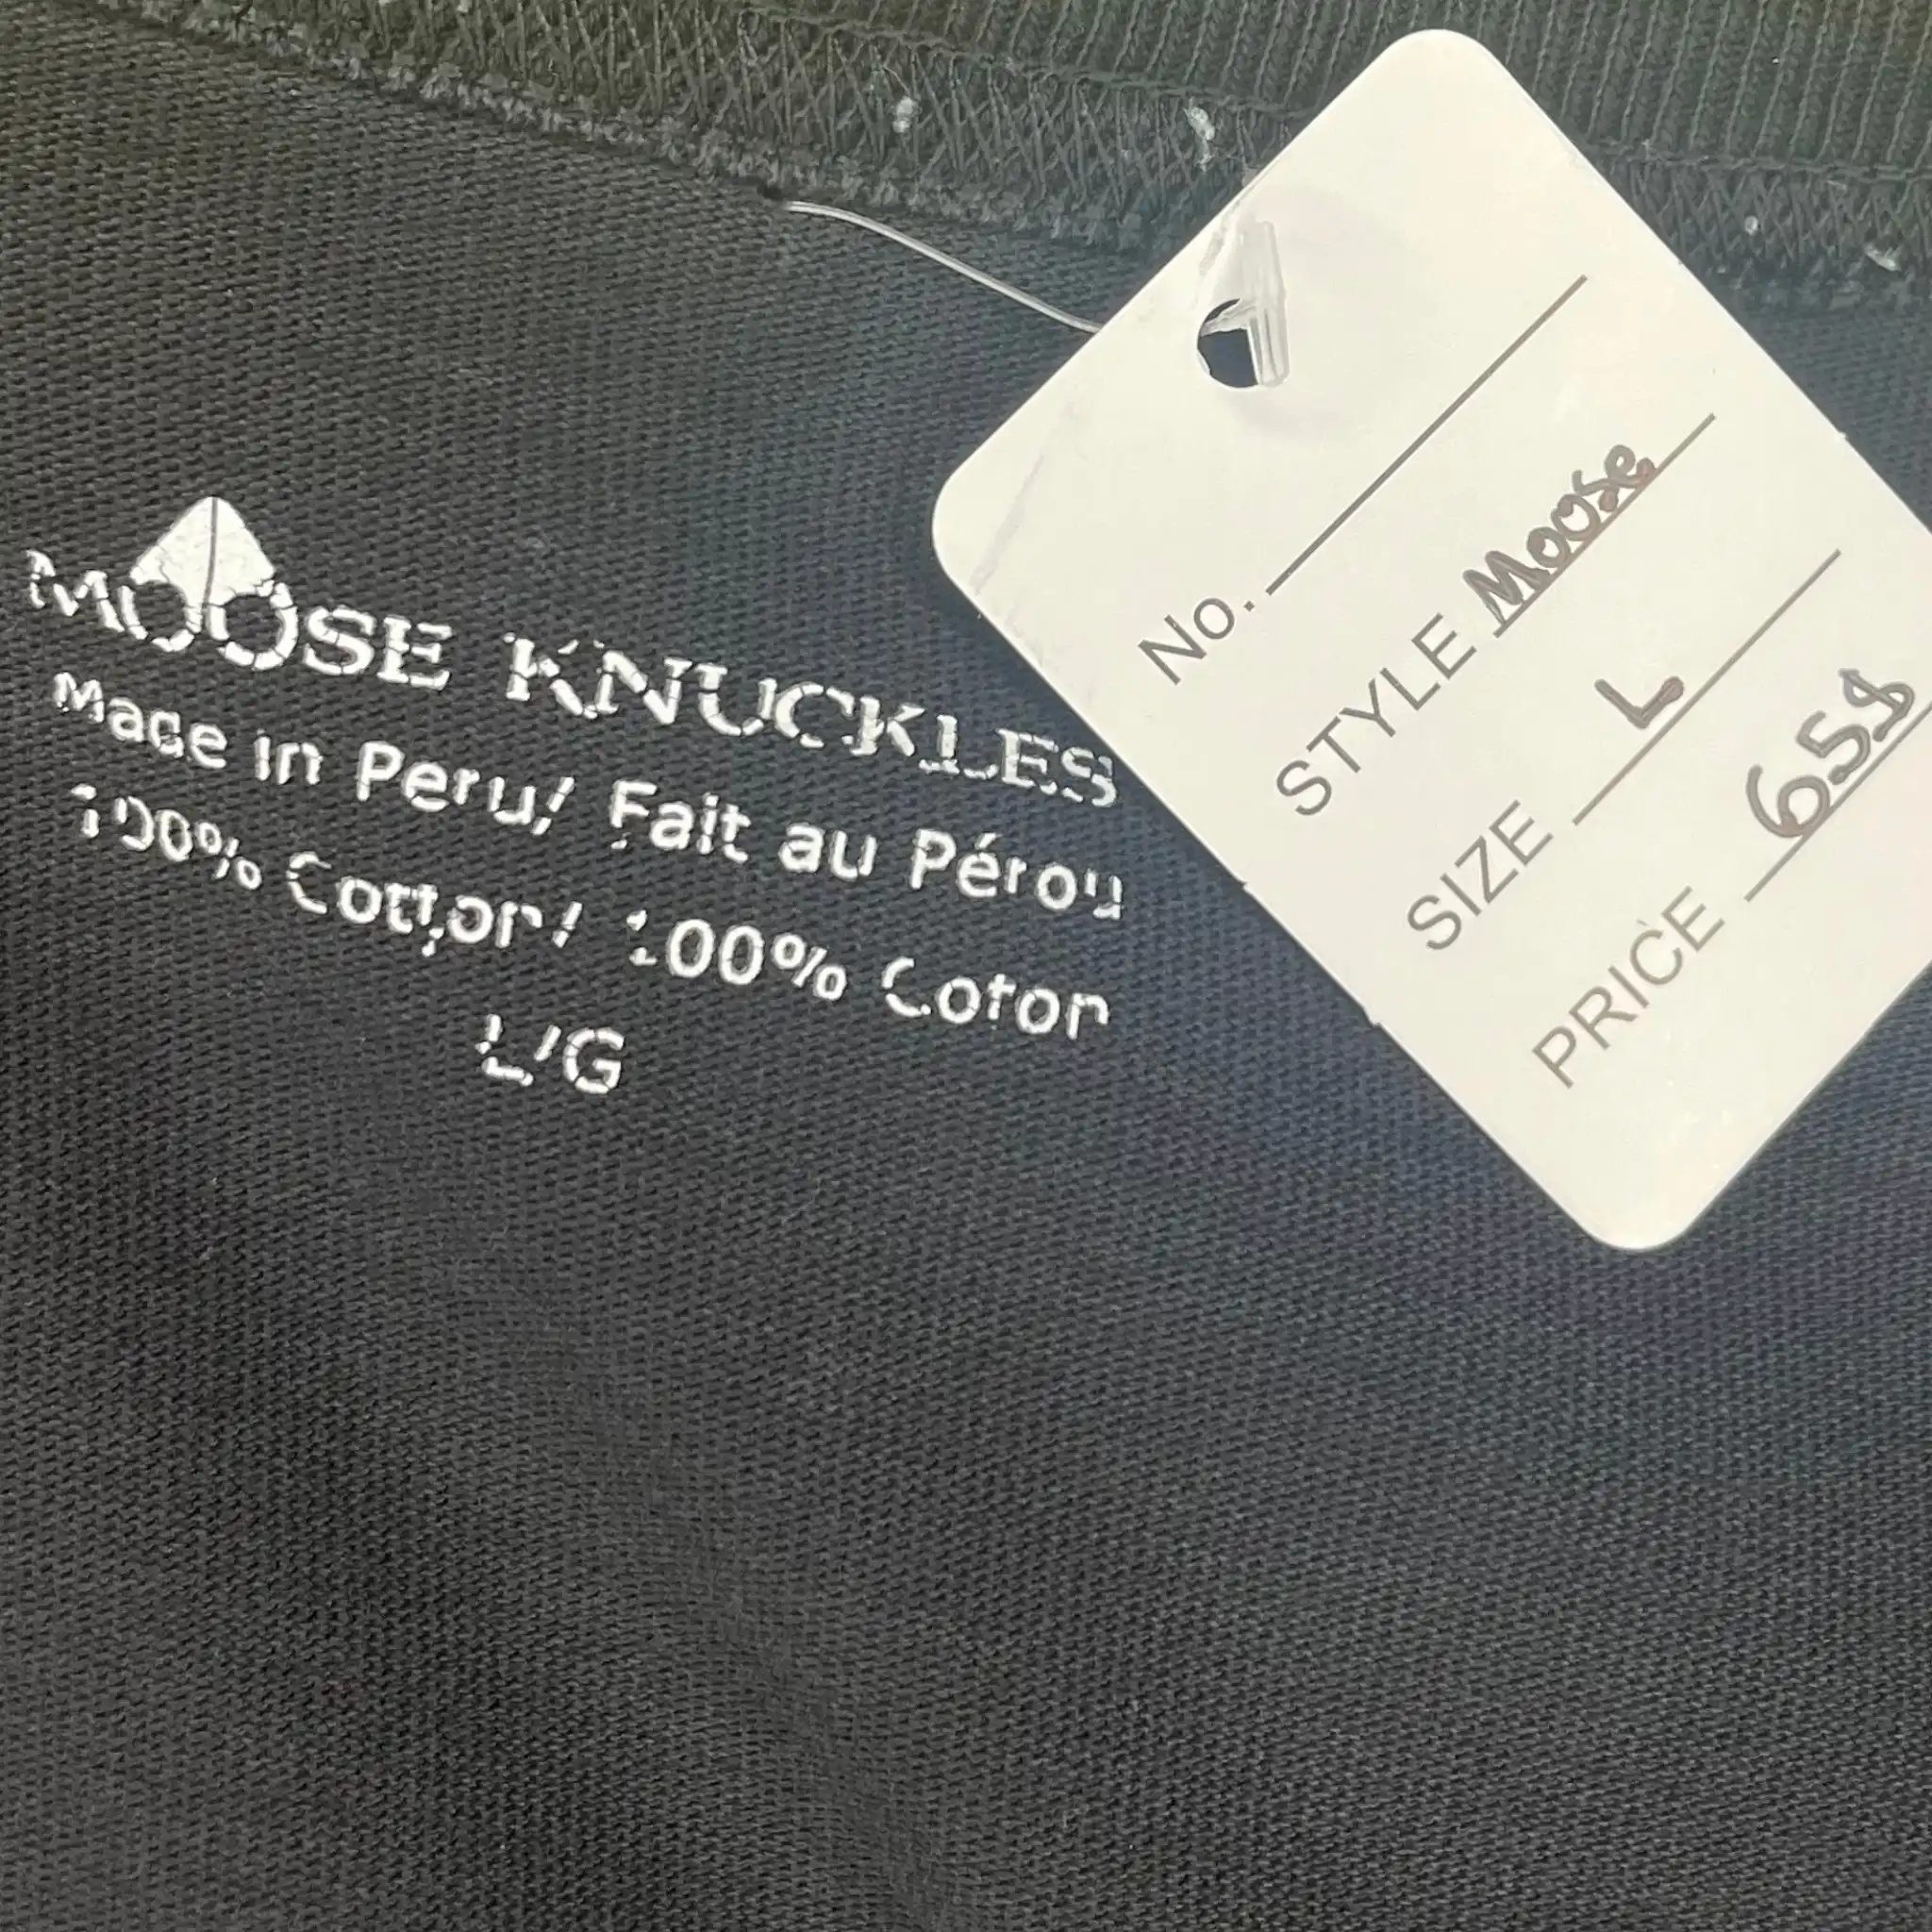 MOOSE KNUCKLES
Made in Peru/ Fait au Pérou
100% Cotton/ 100% Coton
L/G
No.
STYLE Moose
SIZE L
PRICE 65$